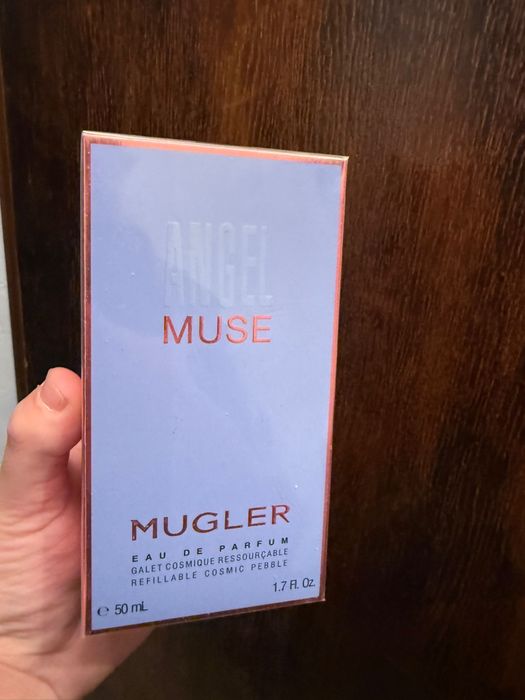 ANGEL
MUSE
MUGLER
EAU DE PARFUM
GALET COSMIQUE RESSOURÇABLE
REFILLABLE COSMIC PEBBLE
℮ 50 mL
1.7 Fl. Oz.